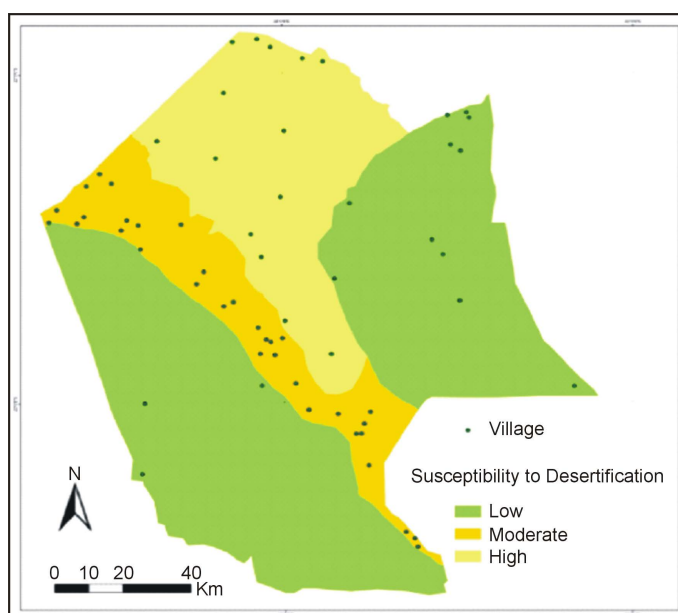 Village
Susceptibility to Desertification
Low
Moderate
High
N
0 10 20 40
Km